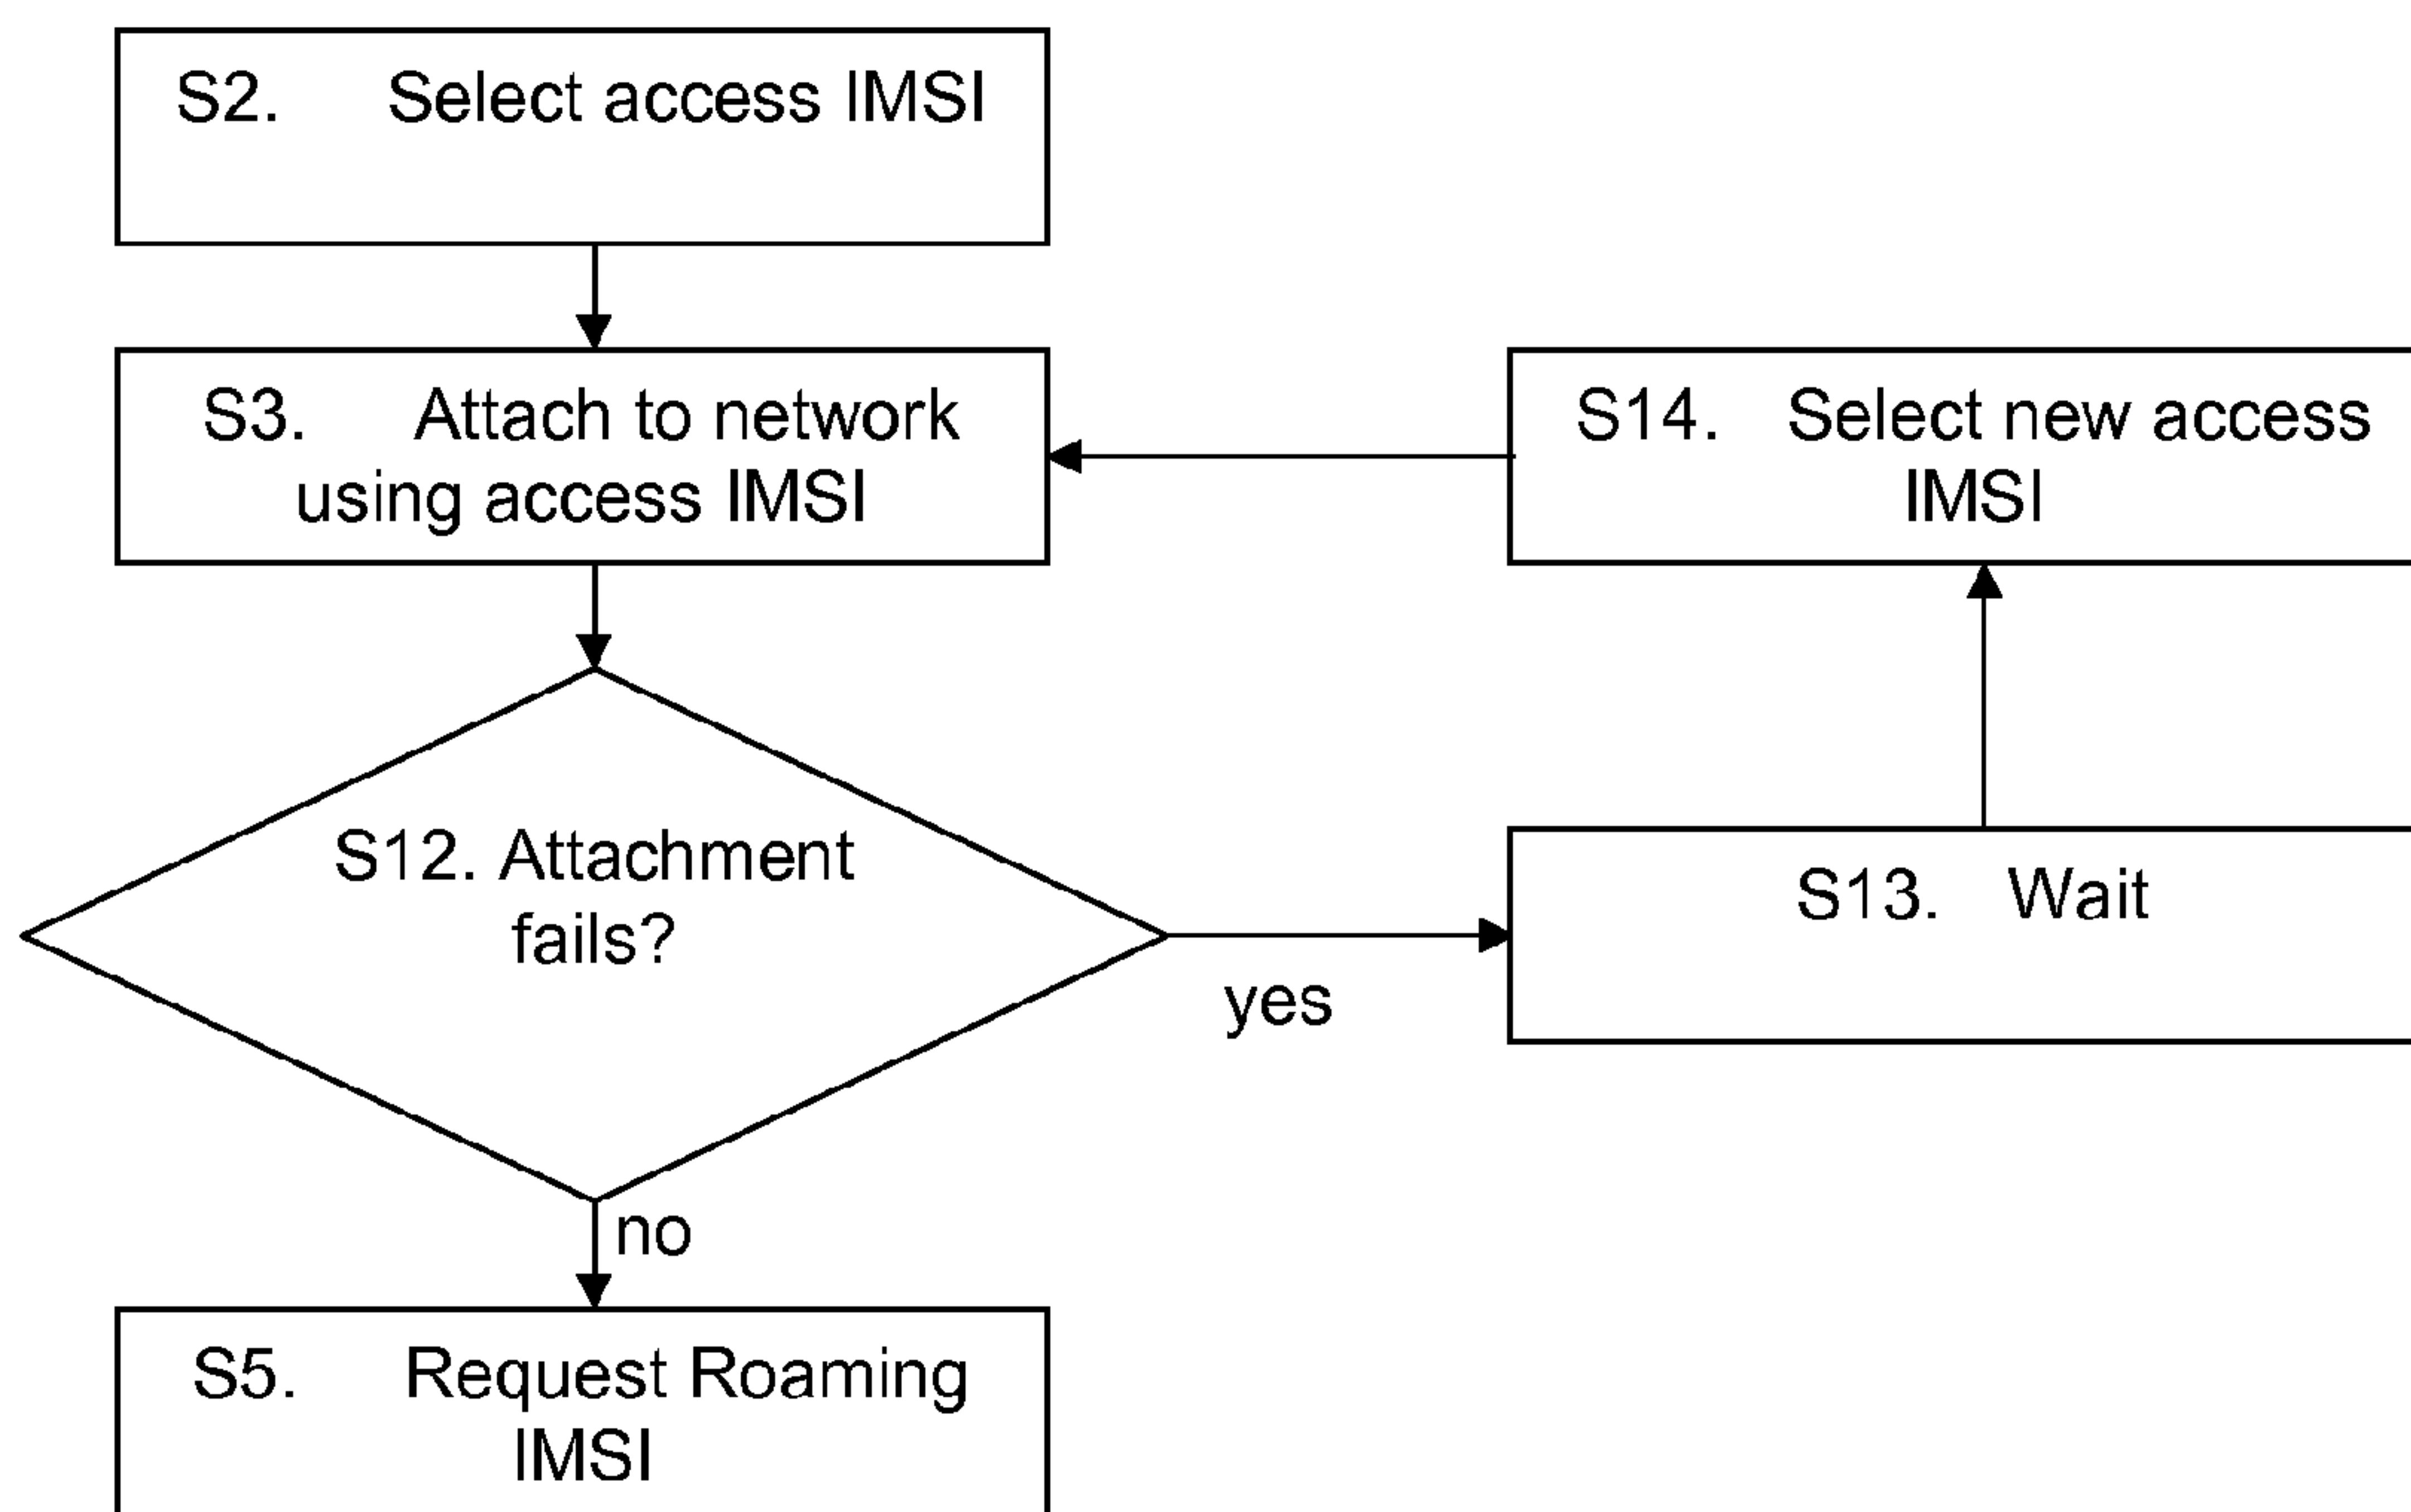 S2. Select access IMSI
S3. Attach to network
using access IMSI
S14. Select new access
IMSI
S12. Attachment
fails?
yes
S13. Wait
no
S5. Request Roaming
IMSI